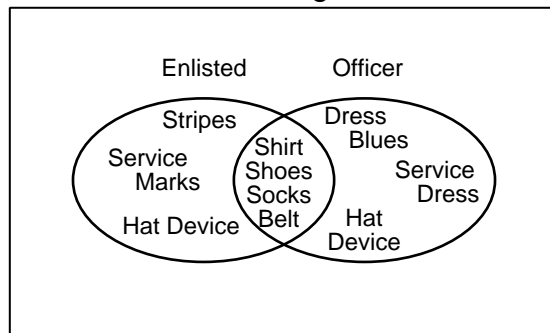 Enlisted
Officer
Stripes
Service
Marks
Hat Device
Shirt
Shoes
Socks
Belt
Dress
Blues
Service
Dress
Hat
Device